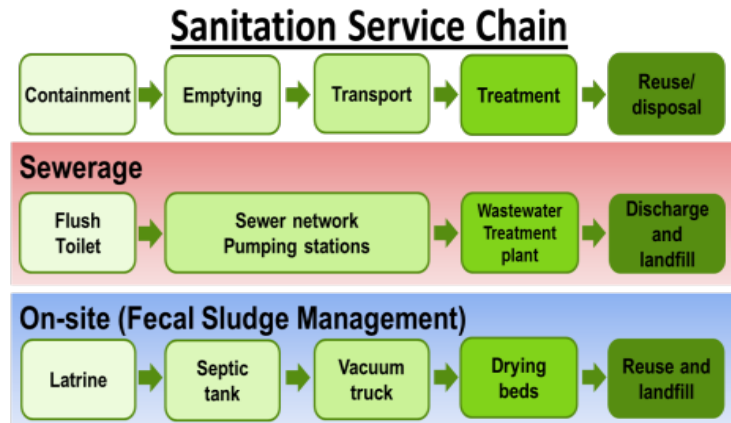 Sanitation Service Chain
Containment
Emptying
Transport
Treatment
Reuse/
disposal
Sewerage
Flush
Toilet
Sewer network
Pumping stations
Wastewater
Treatment
plant
Discharge
and
landfill
On-site (Fecal Sludge Management)
Latrine
Septic
tank
Vacuum
truck
Drying
beds
Reuse and
landfill